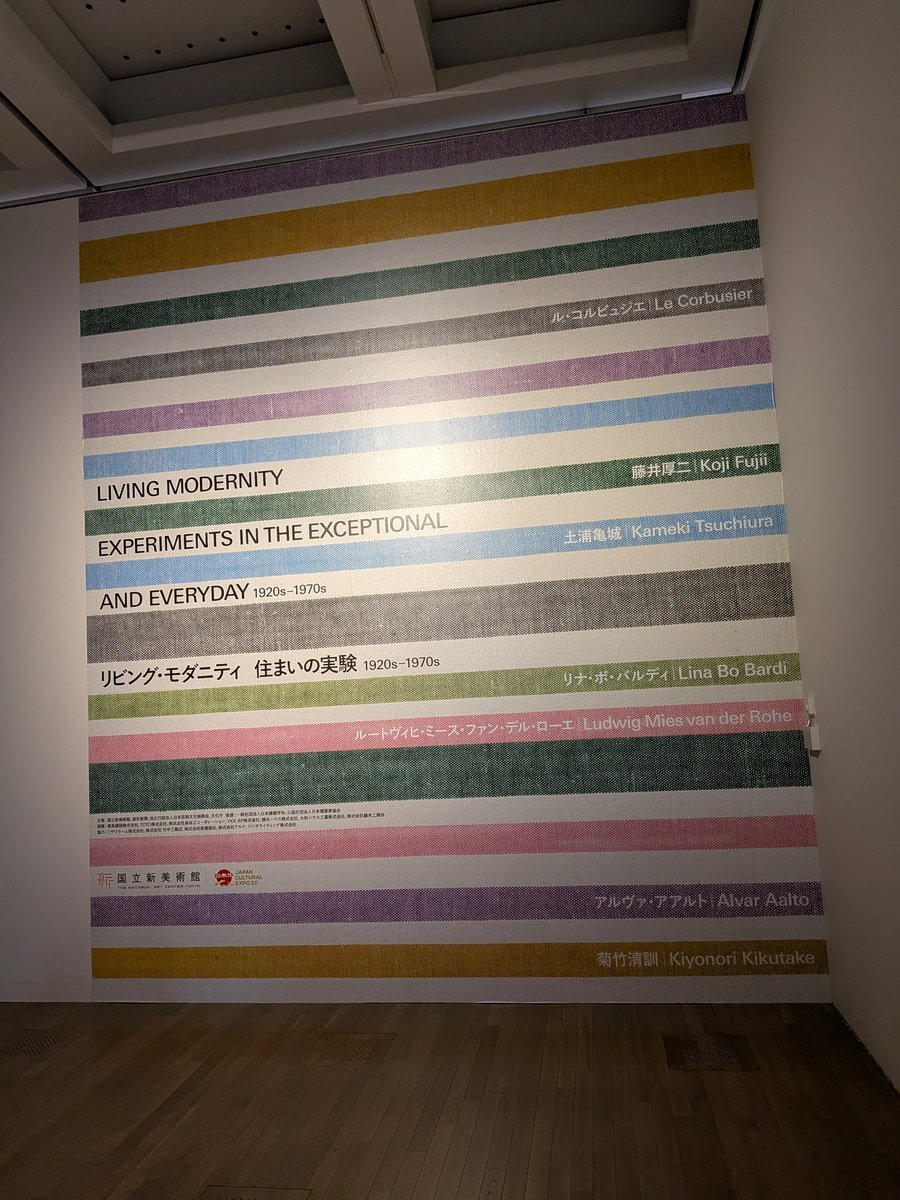 ル・コルビュジエ | Le Corbusier
LIVING MODERNITY
藤井厚二 | Koji Fujii
EXPERIMENTS IN THE EXCEPTIONAL
土浦亀城 | Kameki Tsuchiura
AND EVERYDAY 1920s–1970s
リビング・モダニティ 住まいの実験 1920s–1970s
リナ・ボ・バルディ | Lina Bo Bardi
ルートヴィヒ・ミース・ファン・デル・ローエ | Ludwig Mies van der Rohe
国立新美術館
THE NATIONAL ART CENTER, TOKYO
JAPAN
CULTURAL
EXPO 2.0
アルヴァ・アアルト | Alvar Aalto
菊竹清訓 | Kiyonori Kikutake